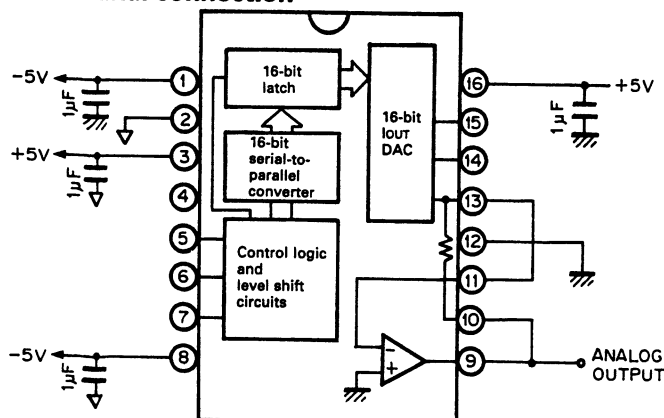 connection
-5V
1µF
+5V
1µF
-5V
1µF
1
2
3
4
5
6
7
8
16-bit
latch
16-bit
serial-to-
parallel
converter
Control logic
and
level shift
circuits
16-bit
IOUT
DAC
-
+
16
15
14
13
12
11
10
9
+5V
1µF
ANALOG
OUTPUT